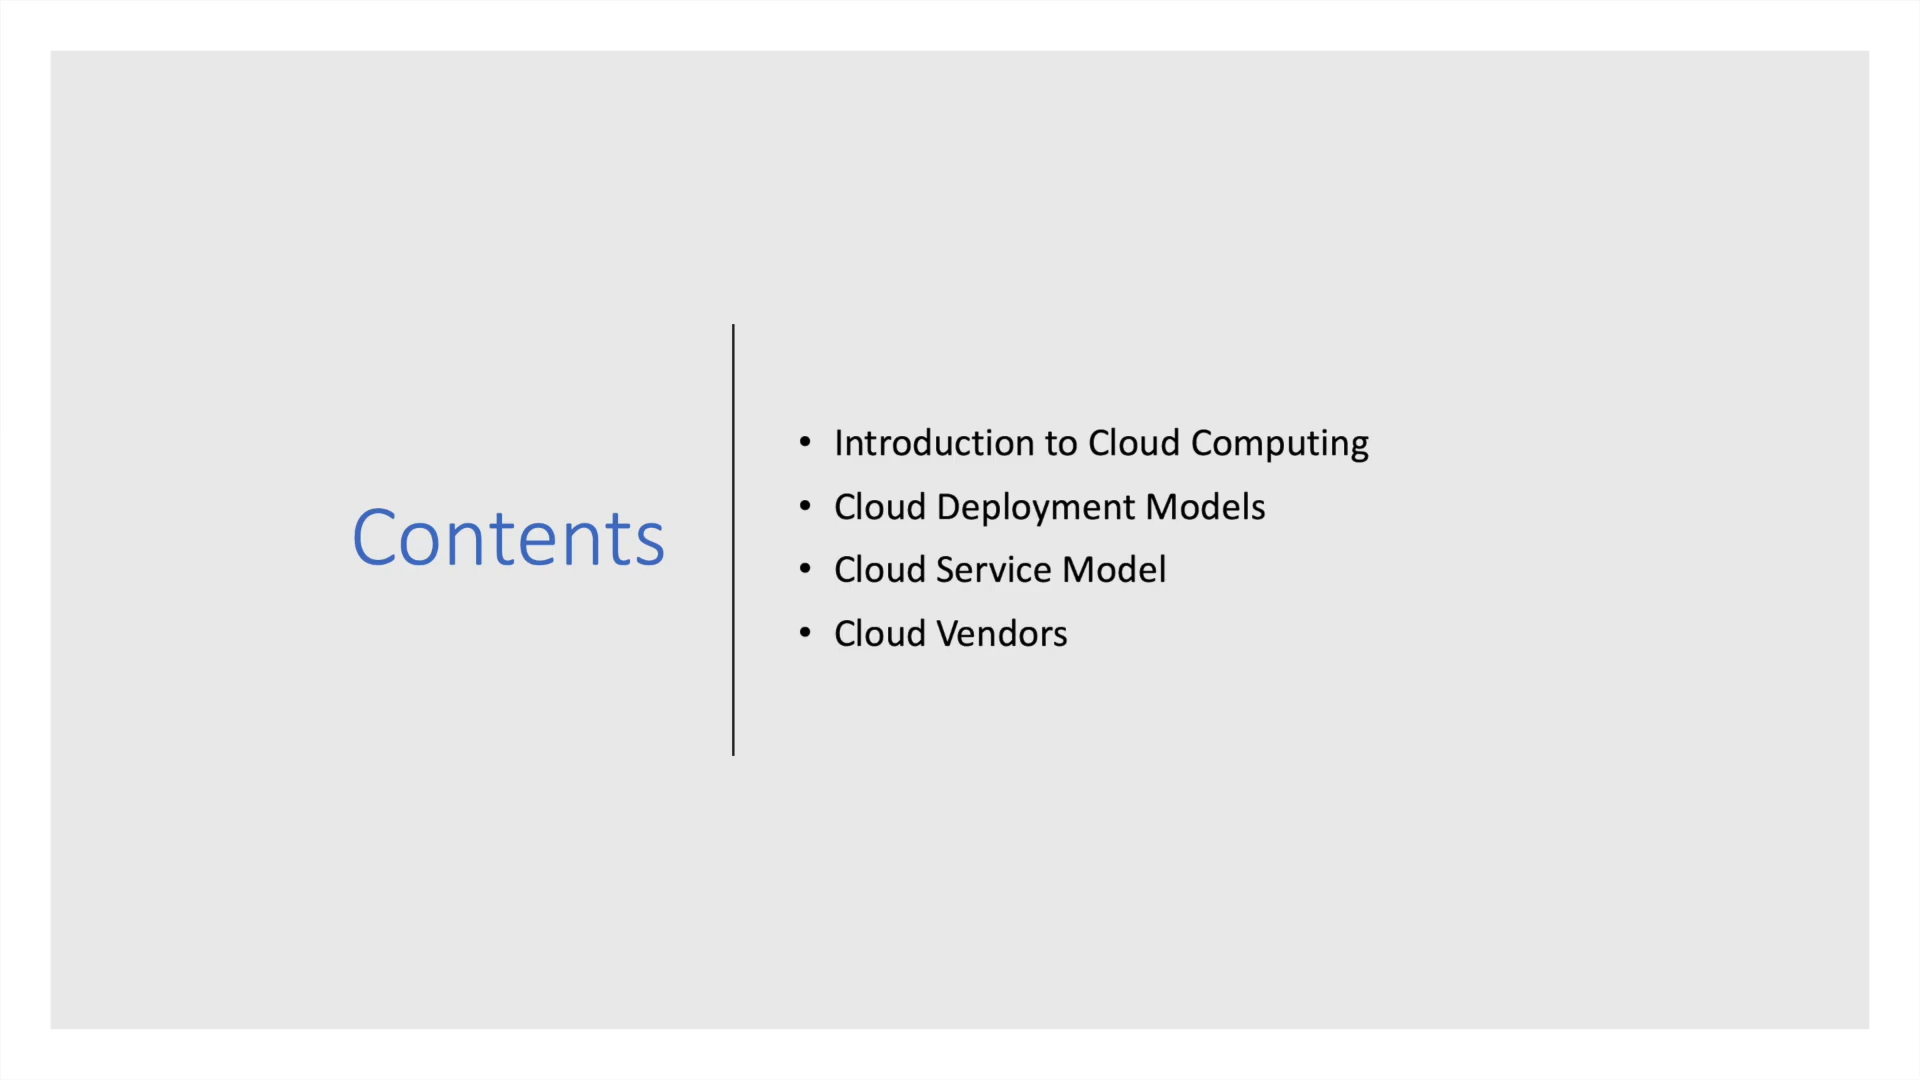 Contents
• Introduction to Cloud Computing
• Cloud Deployment Models
• Cloud Service Model
• Cloud Vendors